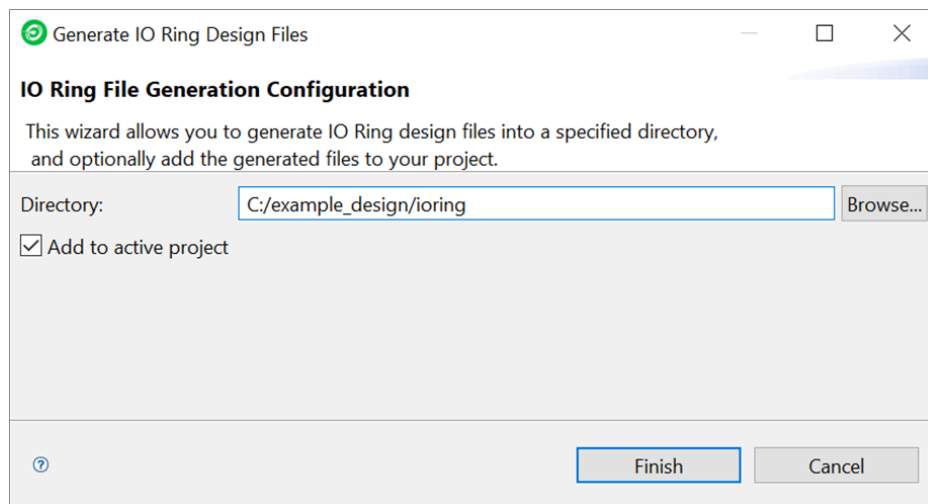 Generate IO Ring Design Files
IO Ring File Generation Configuration
This wizard allows you to generate IO Ring design files into a specified directory,
and optionally add the generated files to your project.
Directory: C:/example_design/ioring Browse...
Add to active project
? Finish Cancel